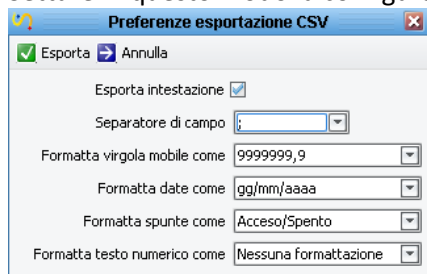 Preferenze esportazione CSV
Esporta Annulla
Esporta intestazione
Separatore di campo ;
Formatta virgola mobile come 9999999,9
Formatta date come gg/mm/aaaa
Formatta spunte come Acceso/Spento
Formatta testo numerico come Nessuna formattazione